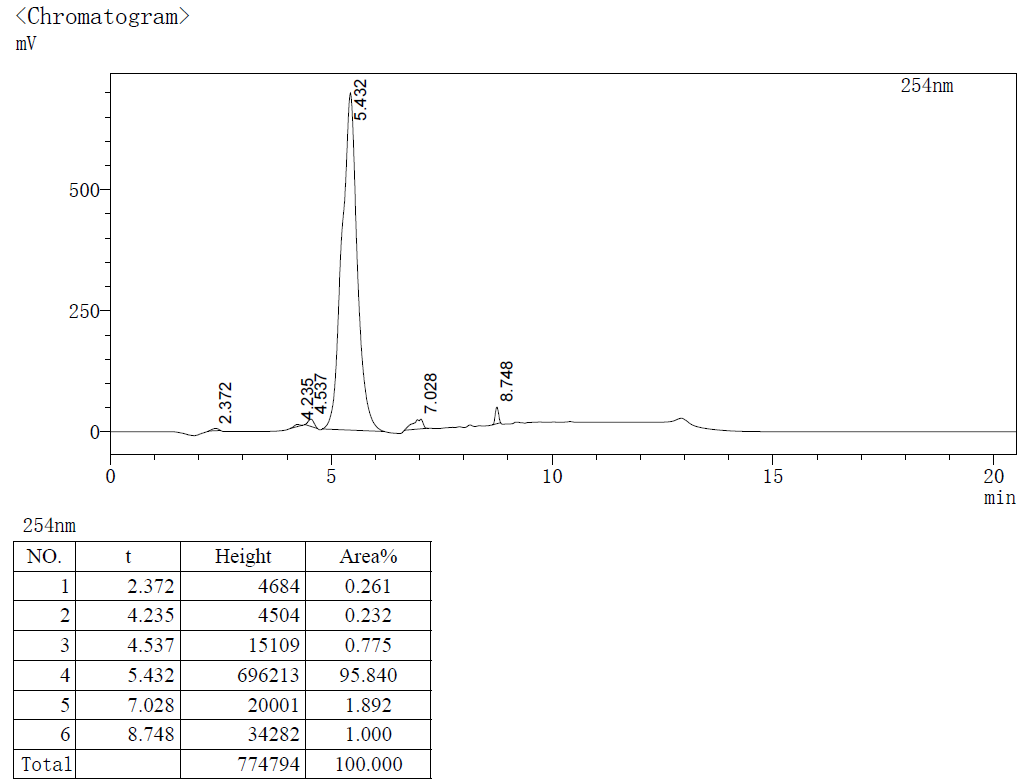 <Chromatogram>
mV
254nm
5.432
500
250
2.372
4.235
4.537
7.028
8.748
0
0 5 10 15 20
min
254nm
NO. t Height Area%
1 2.372 4684 0.261
2 4.235 4504 0.232
3 4.537 15109 0.775
4 5.432 696213 95.840
5 7.028 20001 1.892
6 8.748 34282 1.000
Total 774794 100.000